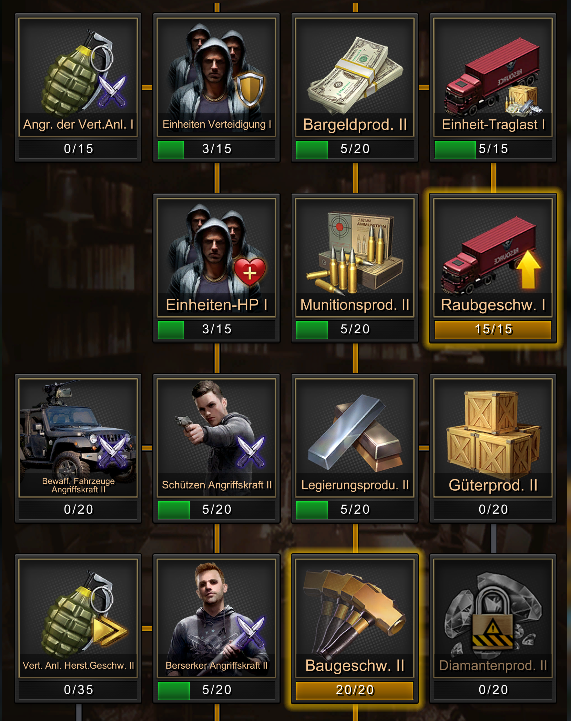 Angr. der Vert.Anl. I
0/15
Einheiten Verteidigung I
3/15
Bargeldprod. II
5/20
Einheit-Traglast I
5/15
Einheiten-HP I
3/15
Munitionsprod. II
5/20
Raubgeschw. I
15/15
Bewaff. Fahrzeuge
Angriffskraft II
0/20
Schützen Angriffskraft II
5/20
Legierungsprodu. II
5/20
Güterprod. II
0/20
Vert. Anl. Herst.Geschw. II
0/35
Berserker Angriffskraft II
5/20
Baugeschw. II
20/20
Diamantenprod. II
0/20